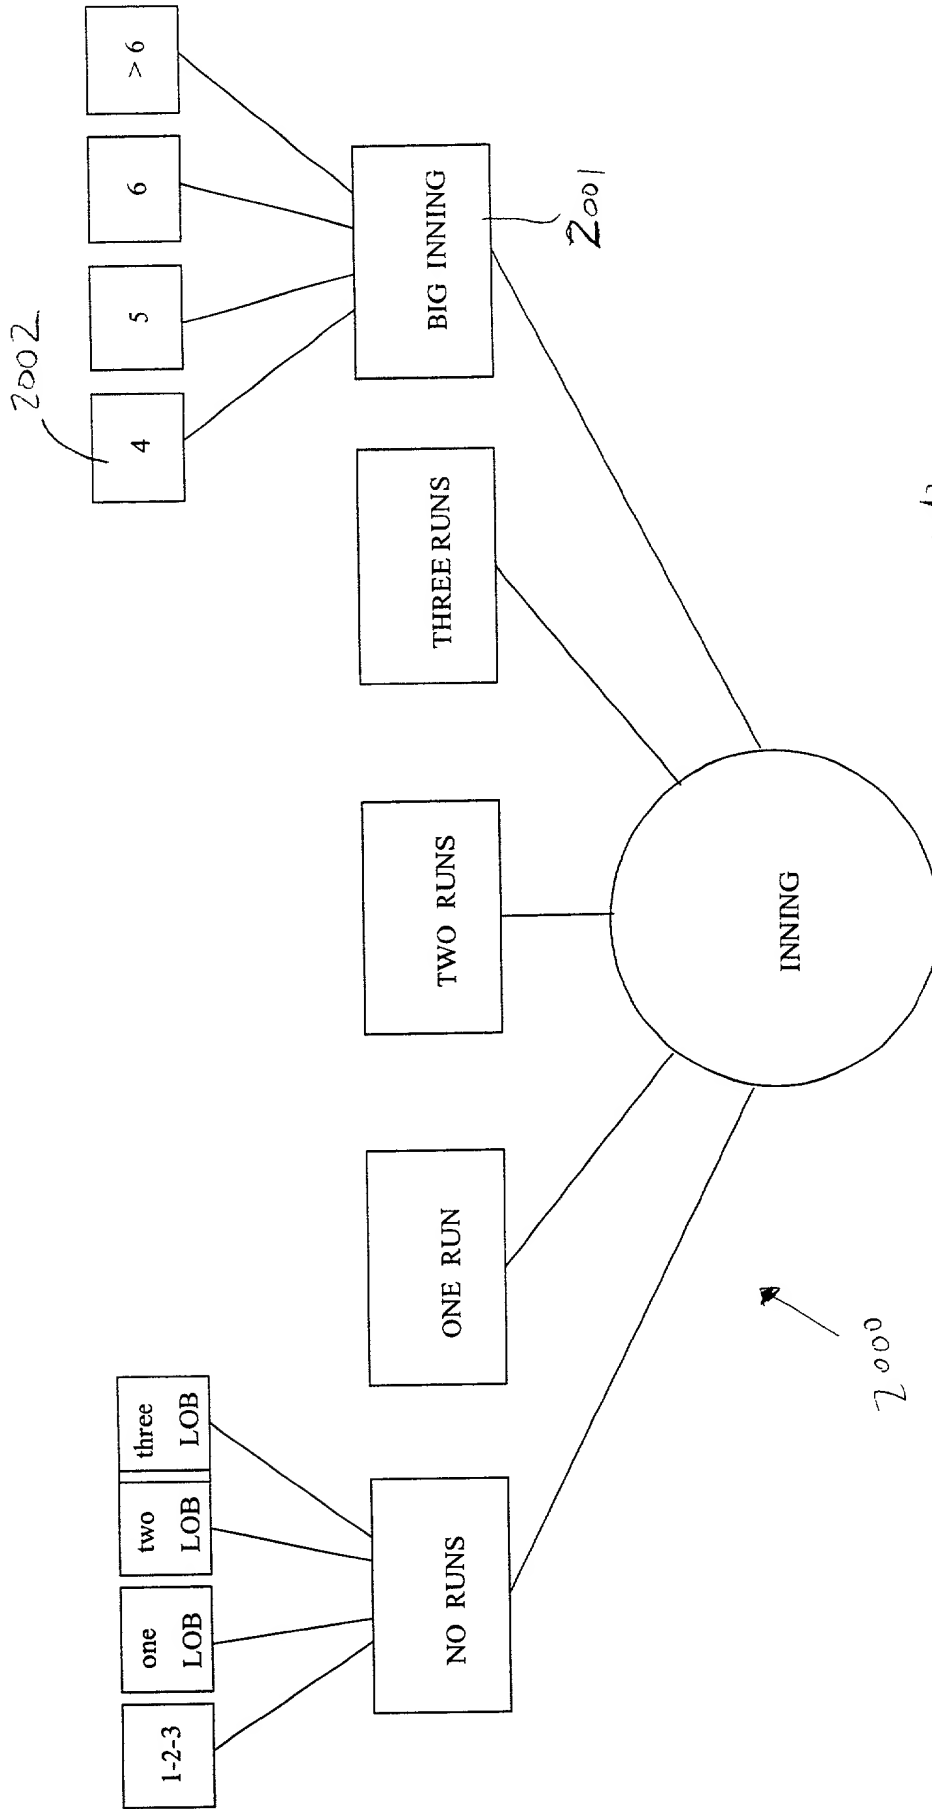 1-2-3
one
LOB
two
LOB
three
LOB
2002
4
5
6
> 6
NO RUNS
ONE RUN
TWO RUNS
THREE RUNS
BIG INNING
2001
INNING
2000